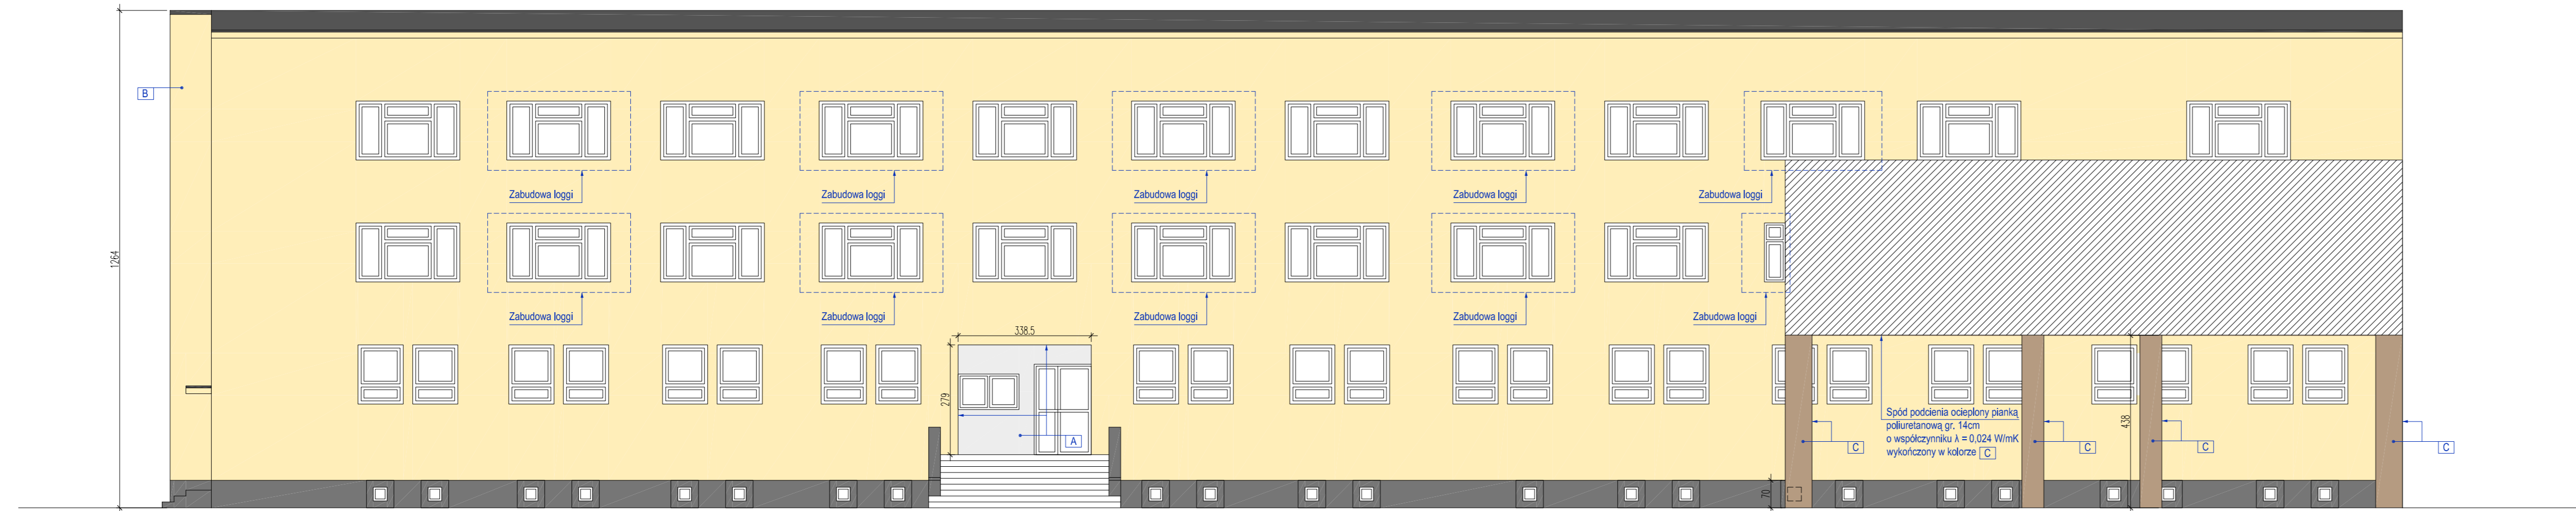 B
1264
Zabudowa loggi
Zabudowa loggi
Zabudowa loggi
Zabudowa loggi
Zabudowa loggi
Zabudowa loggi
Zabudowa loggi
Zabudowa loggi
Zabudowa loggi
Zabudowa loggi
338.5
279
A
Spód podcienia ocieplony pianką
poliuretanową gr. 14cm
o współczynniku λ = 0,024 W/mK
wykończony w kolorze C
438
C
C
C
C
70